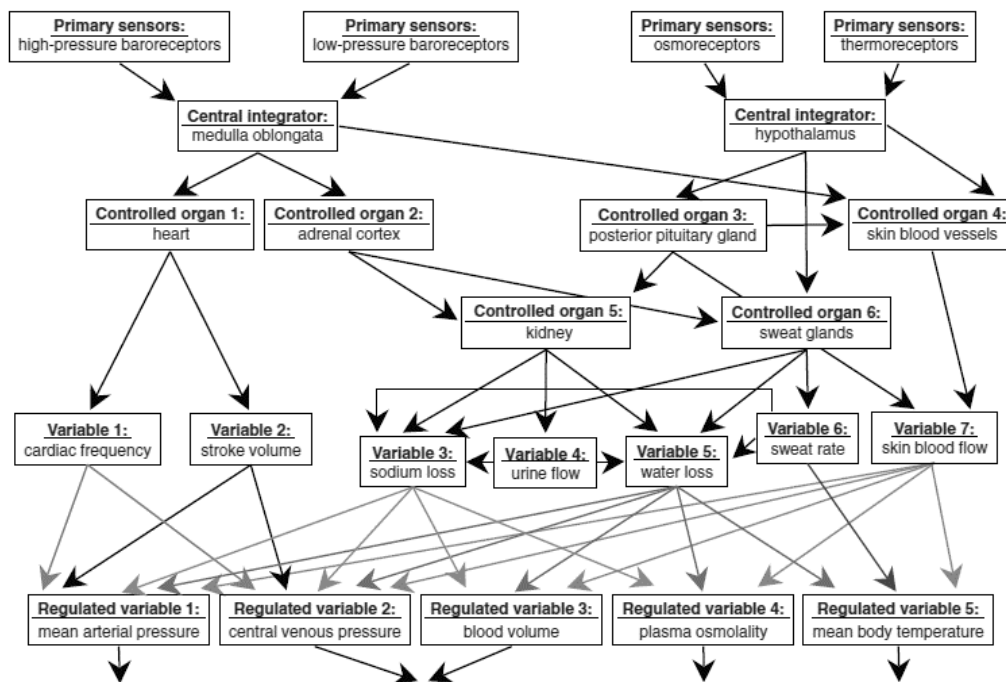 Primary sensors:
high-pressure baroreceptors
Primary sensors:
low-pressure baroreceptors
Primary sensors:
osmoreceptors
Primary sensors:
thermoreceptors
Central integrator:
medulla oblongata
Central integrator:
hypothalamus
Controlled organ 1:
heart
Controlled organ 2:
adrenal cortex
Controlled organ 3:
posterior pituitary gland
Controlled organ 4:
skin blood vessels
Controlled organ 5:
kidney
Controlled organ 6:
sweat glands
Variable 1:
cardiac frequency
Variable 2:
stroke volume
Variable 3:
sodium loss
Variable 4:
urine flow
Variable 5:
water loss
Variable 6:
sweat rate
Variable 7:
skin blood flow
Regulated variable 1:
mean arterial pressure
Regulated variable 2:
central venous pressure
Regulated variable 3:
blood volume
Regulated variable 4:
plasma osmolality
Regulated variable 5:
mean body temperature